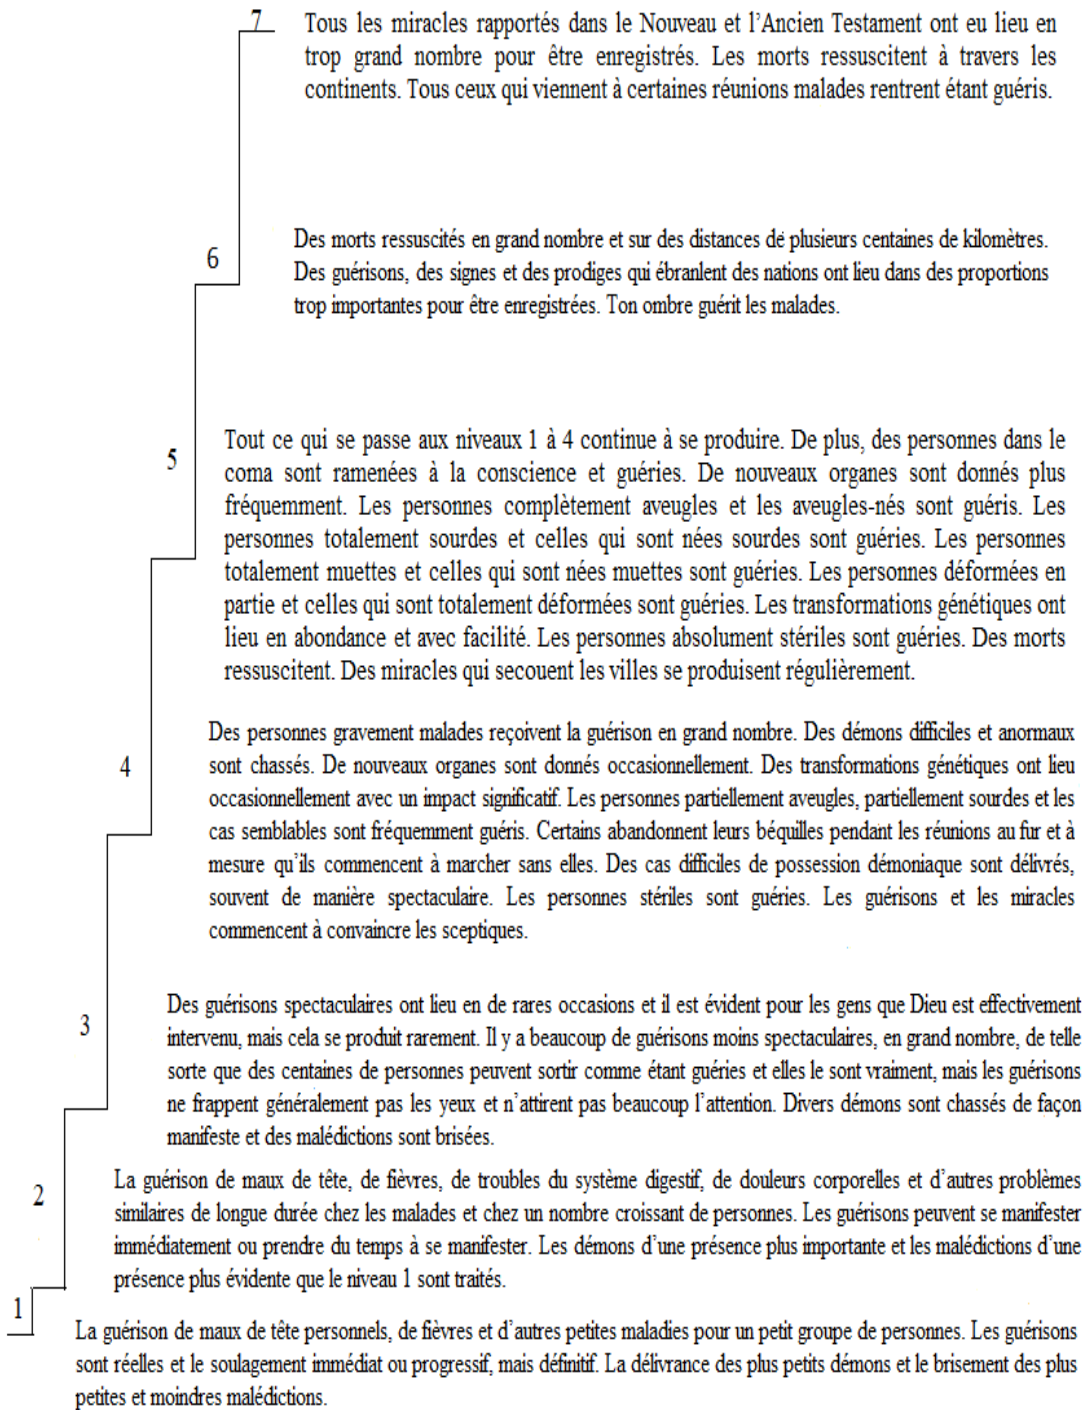 7
Tous les miracles rapportés dans le Nouveau et l'Ancien Testament ont eu lieu en
trop grand nombre pour être enregistrés. Les morts ressuscitent à travers les
continents. Tous ceux qui viennent à certaines réunions malades rentrent étant guéris.
6
Des morts ressuscités en grand nombre et sur des distances de plusieurs centaines de kilomètres.
Des guérisons, des signes et des prodiges qui ébranlent des nations ont lieu dans des proportions
trop importantes pour être enregistrées. Ton ombre guérit les malades.
5
Tout ce qui se passe aux niveaux 1 à 4 continue à se produire. De plus, des personnes dans le
coma sont ramenées à la conscience et guéries. De nouveaux organes sont donnés plus
fréquemment. Les personnes complètement aveugles et les aveugles-nés sont guéris. Les
personnes totalement sourdes et celles qui sont nées sourdes sont guéries. Les personnes
totalement muettes et celles qui sont nées muettes sont guéries. Les personnes déformées en
partie et celles qui sont totalement déformées sont guéries. Les transformations génétiques ont
lieu en abondance et avec facilité. Les personnes absolument stériles sont guéries. Des morts
ressuscitent. Des miracles qui secouent les villes se produisent régulièrement.
4
Des personnes gravement malades reçoivent la guérison en grand nombre. Des démons difficiles et anormaux
sont chassés. De nouveaux organes sont donnés occasionnellement. Des transformations génétiques ont lieu
occasionnellement avec un impact significatif. Les personnes partiellement aveugles, partiellement sourdes et les
cas semblables sont fréquemment guéris. Certains abandonnent leurs béquilles pendant les réunions au fur et à
mesure qu'ils commencent à marcher sans elles. Des cas difficiles de possession démoniaque sont délivrés,
souvent de manière spectaculaire. Les personnes stériles sont guéries. Les guérisons et les miracles
commencent à convaincre les sceptiques.
3
Des guérisons spectaculaires ont lieu en de rares occasions et il est évident pour les gens que Dieu est effectivement
intervenu, mais cela se produit rarement. Il y a beaucoup de guérisons moins spectaculaires, en grand nombre, de telle
sorte que des centaines de personnes peuvent sortir comme étant guéries et elles le sont vraiment, mais les guérisons
ne frappent généralement pas les yeux et n'attirent pas beaucoup l'attention. Divers démons sont chassés de façon
manifeste et des malédictions sont brisées.
2
La guérison de maux de tête, de fièvres, de troubles du système digestif, de douleurs corporelles et d'autres problèmes
similaires de longue durée chez les malades et chez un nombre croissant de personnes. Les guérisons peuvent se manifester
immédiatement ou prendre du temps à se manifester. Les démons d'une présence plus importante et les malédictions d'une
présence plus évidente que le niveau 1 sont traités.
1
La guérison de maux de tête personnels, de fièvres et d'autres petites maladies pour un petit groupe de personnes. Les guérisons
sont réelles et le soulagement immédiat ou progressif, mais définitif. La délivrance des plus petits démons et le brisement des plus
petites et moindres malédictions.